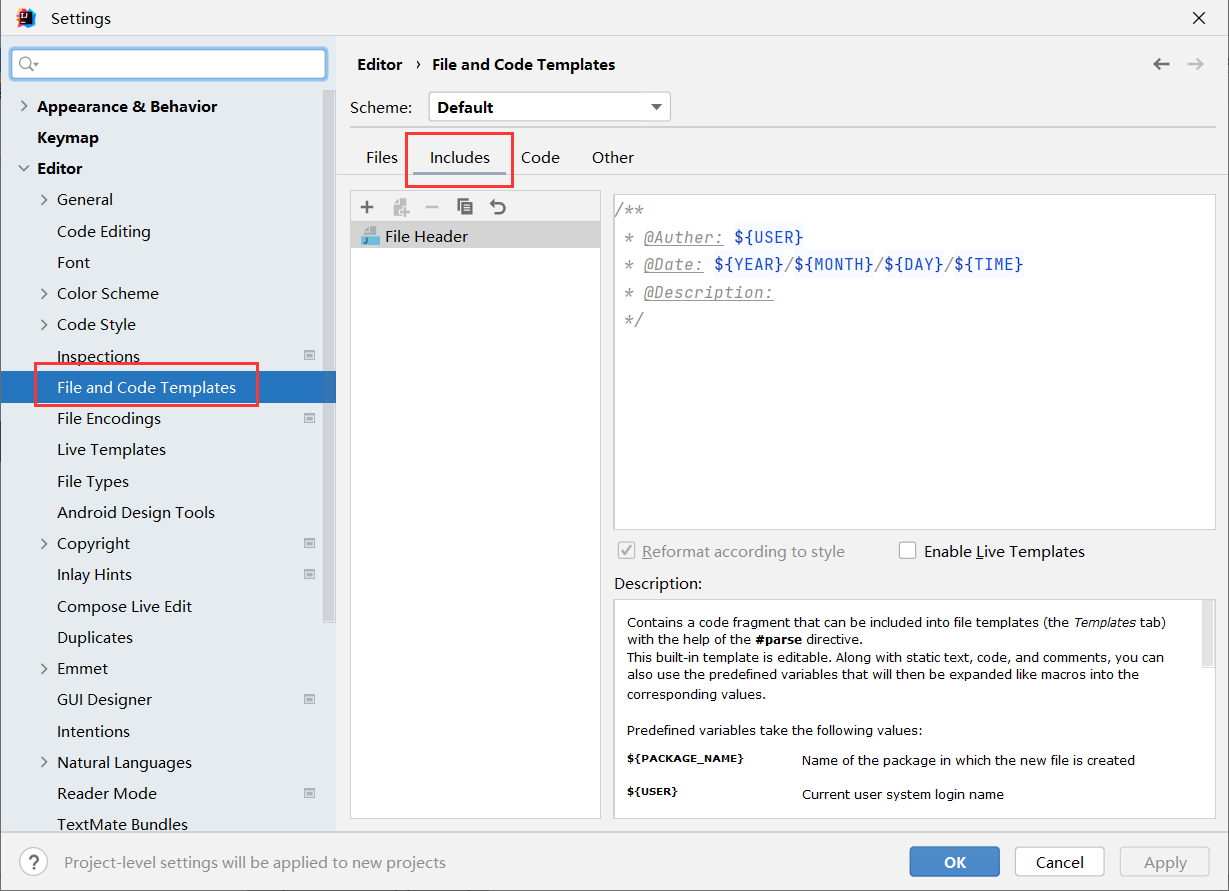 Settings
Editor › File and Code Templates
Scheme: Default
Appearance & Behavior
Keymap
Editor
General
Code Editing
Font
Color Scheme
Code Style
Inspections
File and Code Templates
File Encodings
Live Templates
File Types
Android Design Tools
Copyright
Inlay Hints
Compose Live Edit
Duplicates
Emmet
GUI Designer
Intentions
Natural Languages
Reader Mode
TextMate Bundles
Files Includes Code Other
File Header
/**
* @Auther: ${USER}
* @Date: ${YEAR}/${MONTH}/${DAY}/${TIME}
* @Description:
*/
Reformat according to style
Enable Live Templates
Description:
Contains a code fragment that can be included into file templates (the Templates tab)
with the help of the #parse directive.
This built-in template is editable. Along with static text, code, and comments, you can
also use the predefined variables that will then be expanded like macros into the
corresponding values.
Predefined variables take the following values:
${PACKAGE_NAME} Name of the package in which the new file is created
${USER} Current user system login name
? Project-level settings will be applied to new projects
OK Cancel Apply